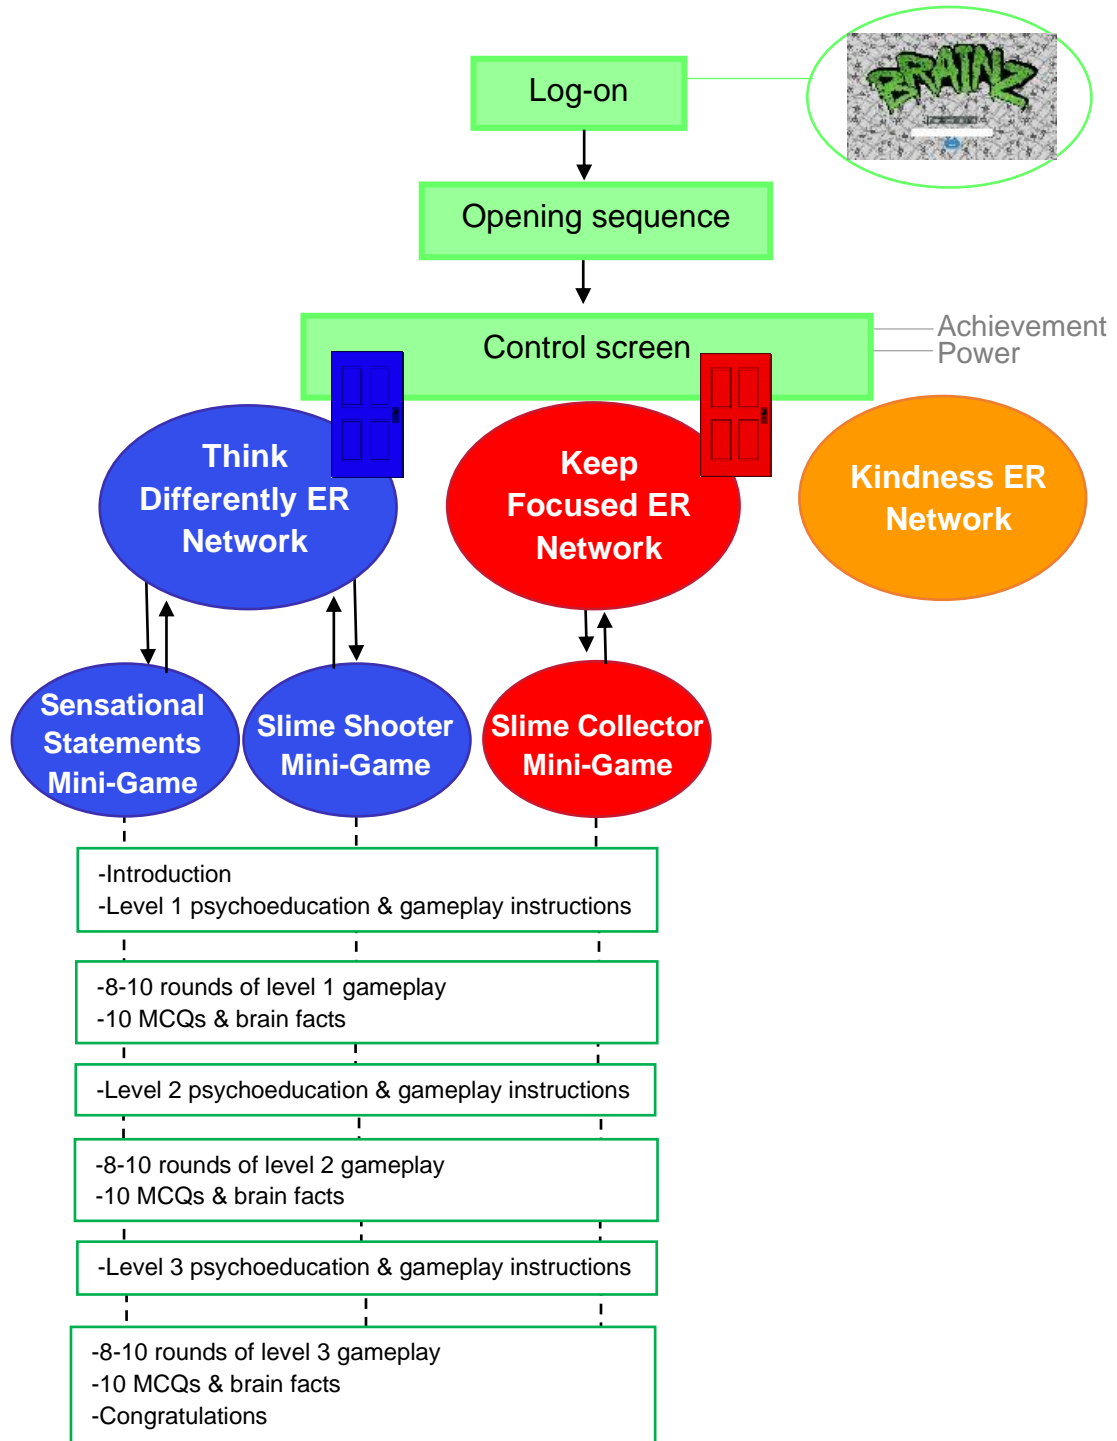 Log-on
BRAINZ
Opening sequence
Control screen
Achievement
Power
Think
Differently ER
Network
Keep
Focused ER
Network
Kindness ER
Network
Sensational
Statements
Mini-Game
Slime Shooter
Mini-Game
Slime Collector
Mini-Game
-Introduction
-Level 1 psychoeducation & gameplay instructions
-8-10 rounds of level 1 gameplay
-10 MCQs & brain facts
-Level 2 psychoeducation & gameplay instructions
-8-10 rounds of level 2 gameplay
-10 MCQs & brain facts
-Level 3 psychoeducation & gameplay instructions
-8-10 rounds of level 3 gameplay
-10 MCQs & brain facts
-Congratulations